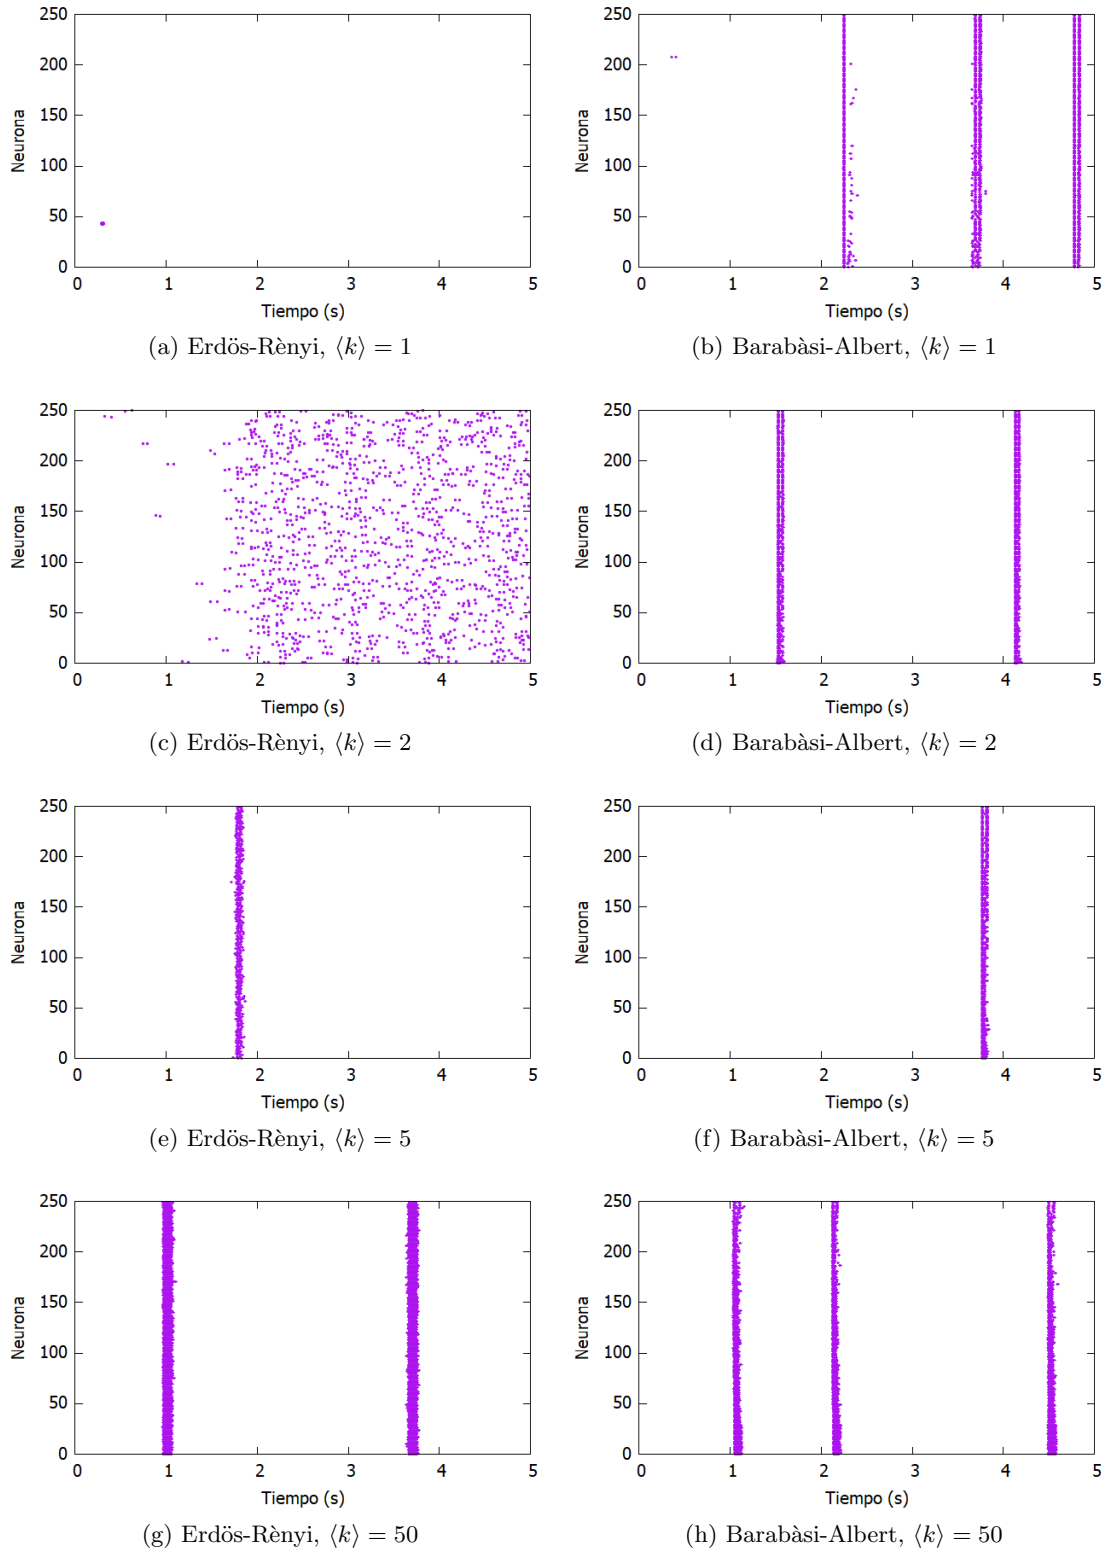 250
200
150
100
50
0
Neurona
0 1 2 3 4 5
Tiempo (s)
(a) Erdös-Rènyi, ⟨k⟩ = 1
250
200
150
100
50
0
Neurona
0 1 2 3 4 5
Tiempo (s)
(b) Barabàsi-Albert, ⟨k⟩ = 1
250
200
150
100
50
0
Neurona
0 1 2 3 4 5
Tiempo (s)
(c) Erdös-Rènyi, ⟨k⟩ = 2
250
200
150
100
50
0
Neurona
0 1 2 3 4 5
Tiempo (s)
(d) Barabàsi-Albert, ⟨k⟩ = 2
250
200
150
100
50
0
Neurona
0 1 2 3 4 5
Tiempo (s)
(e) Erdös-Rènyi, ⟨k⟩ = 5
250
200
150
100
50
0
Neurona
0 1 2 3 4 5
Tiempo (s)
(f) Barabàsi-Albert, ⟨k⟩ = 5
250
200
150
100
50
0
Neurona
0 1 2 3 4 5
Tiempo (s)
(g) Erdös-Rènyi, ⟨k⟩ = 50
250
200
150
100
50
0
Neurona
0 1 2 3 4 5
Tiempo (s)
(h) Barabàsi-Albert, ⟨k⟩ = 50